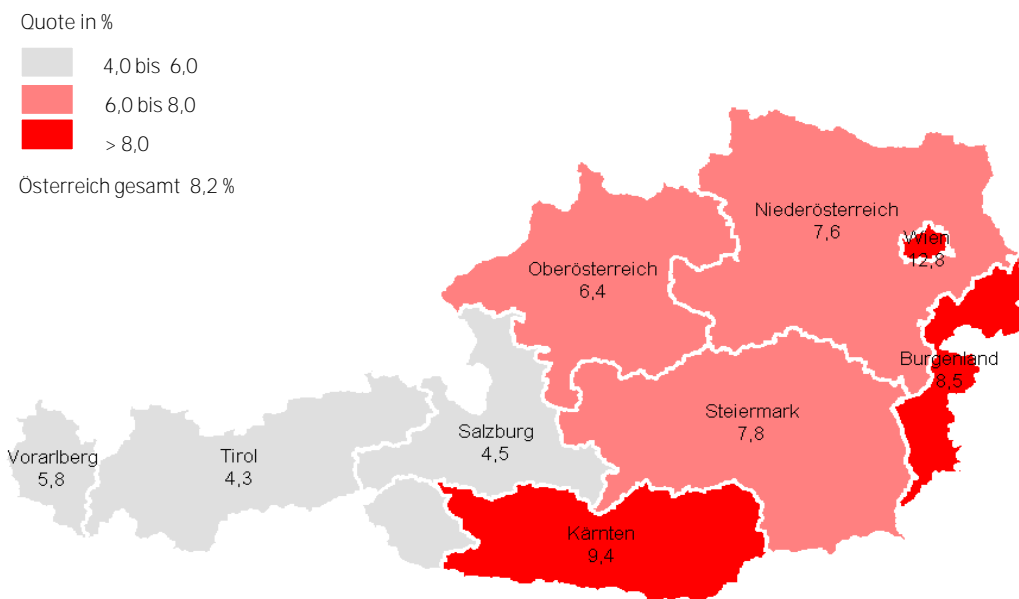 Quote in %
4,0 bis 6,0
6,0 bis 8,0
> 8,0
Österreich gesamt 8,2 %
Niederösterreich
7,6
Wien
12,8
Oberösterreich
6,4
Burgenland
8,5
Steiermark
7,8
Salzburg
4,5
Tirol
4,3
Vorarlberg
5,8
Kärnten
9,4